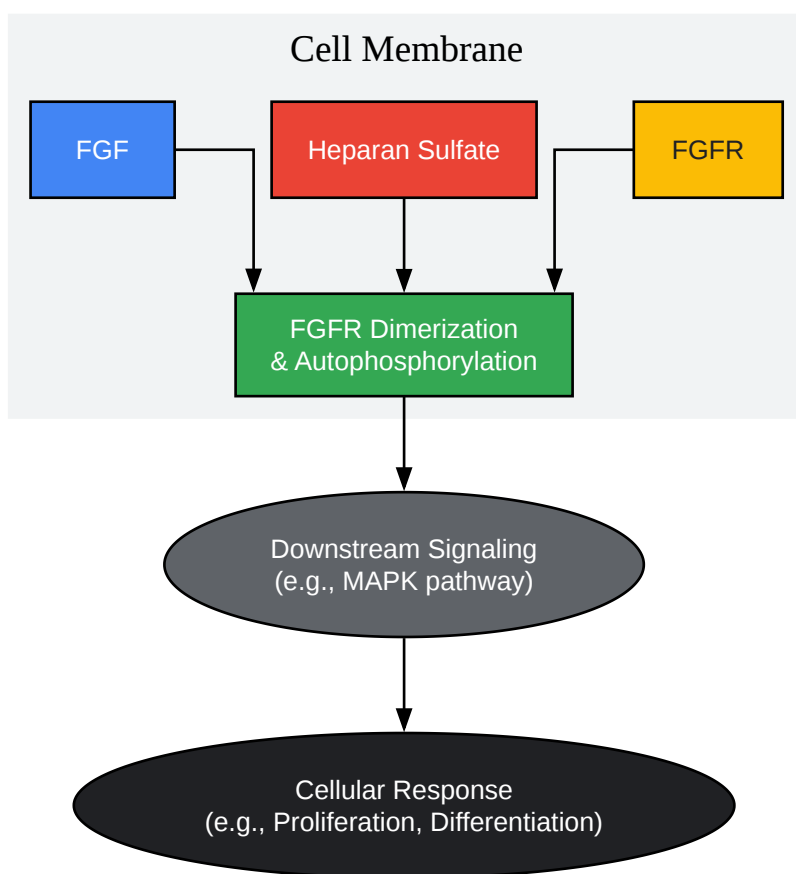 Cell Membrane
FGF
Heparan Sulfate
FGFR
FGFR Dimerization
& Autophosphorylation
Downstream Signaling
(e.g., MAPK pathway)
Cellular Response
(e.g., Proliferation, Differentiation)